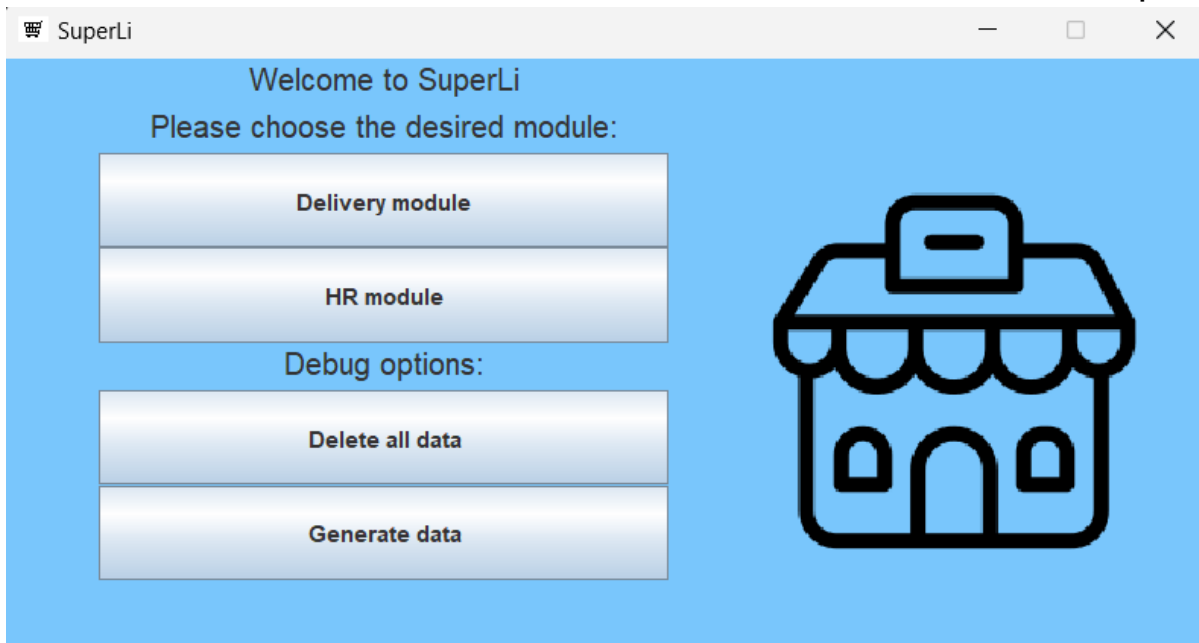 SuperLi
Welcome to SuperLi
Please choose the desired module:
Delivery module
HR module
Debug options:
Delete all data
Generate data